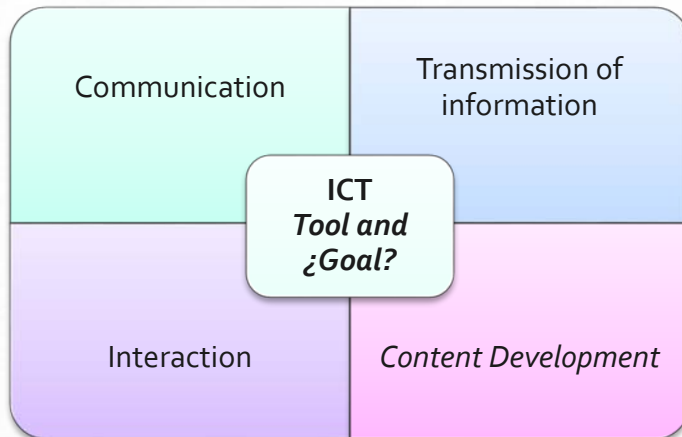 Communication
Transmission of
information
ICT
Tool and
¿Goal?
Interaction
Content Development